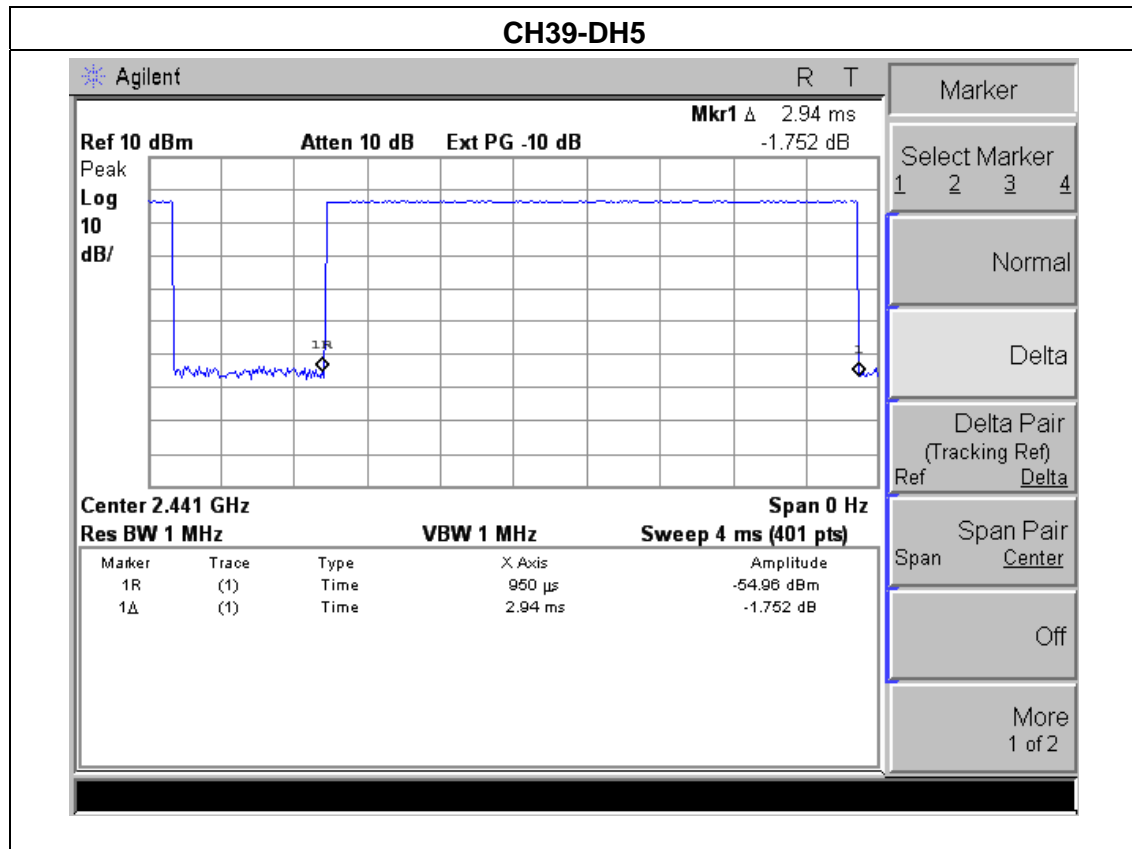 CH39-DH5
Agilent R T
Mkr1 Δ 2.94 ms
Ref 10 dBm Atten 10 dB Ext PG -10 dB -1.752 dB
Peak
Log
10
dB/
1R
1
Center 2.441 GHz Span 0 Hz
Res BW 1 MHz VBW 1 MHz Sweep 4 ms (401 pts)
Marker Trace Type X Axis Amplitude
1R (1) Time 950 µs -54.96 dBm
1Δ (1) Time 2.94 ms -1.752 dB
Marker
Select Marker
1 2 3 4
Normal
Delta
Delta Pair
(Tracking Ref)
Ref Delta
Span Pair
Span Center
Off
More
1 of 2